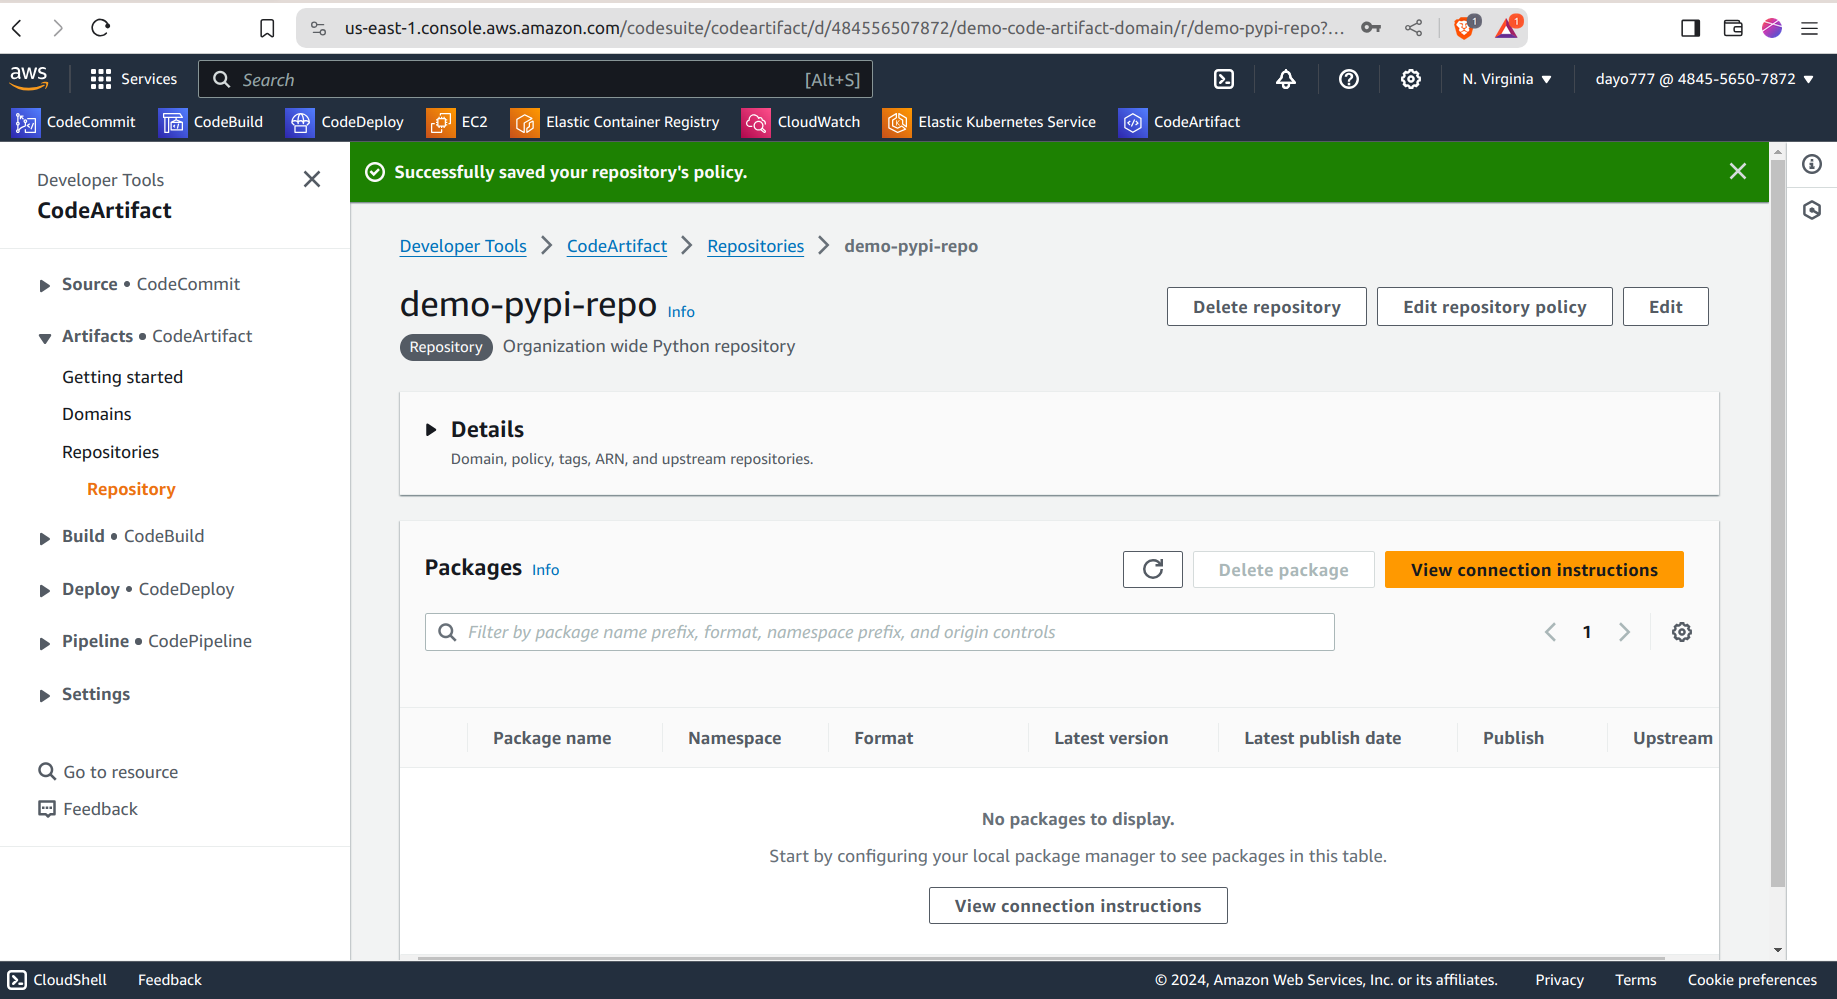 us-east-1.console.aws.amazon.com/codesuite/codeartifact/d/484556507872/demo-code-artifact-domain/r/demo-pypi-repo?...
1
1
aws
Services
Search
[Alt+S]
N. Virginia
dayo777 @ 4845-5650-7872
CodeCommit
CodeBuild
CodeDeploy
EC2
Elastic Container Registry
CloudWatch
Elastic Kubernetes Service
CodeArtifact
Developer Tools
CodeArtifact
Source • CodeCommit
Artifacts • CodeArtifact
Getting started
Domains
Repositories
Repository
Build • CodeBuild
Deploy • CodeDeploy
Pipeline • CodePipeline
Settings
Go to resource
Feedback
Successfully saved your repository's policy.
Developer Tools
CodeArtifact
Repositories
demo-pypi-repo
demo-pypi-repo Info
Delete repository
Edit repository policy
Edit
Repository
Organization wide Python repository
Details
Domain, policy, tags, ARN, and upstream repositories.
Packages Info
Delete package
View connection instructions
Filter by package name prefix, format, namespace prefix, and origin controls
1
Package name
Namespace
Format
Latest version
Latest publish date
Publish
Upstream
No packages to display.
Start by configuring your local package manager to see packages in this table.
View connection instructions
CloudShell
Feedback
© 2024, Amazon Web Services, Inc. or its affiliates.
Privacy
Terms
Cookie preferences